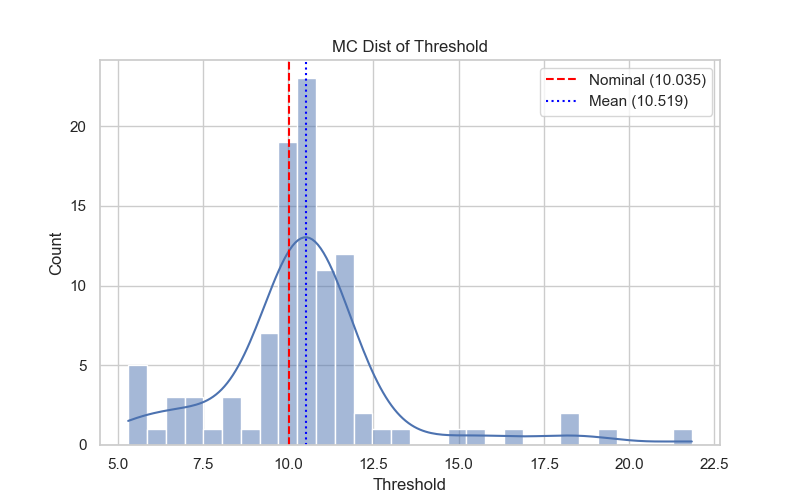 MC Dist of Threshold
Nominal (10.035)
Mean (10.519)
Count
20
15
10
5
0
5.0
7.5
10.0
12.5
15.0
17.5
20.0
22.5
Threshold